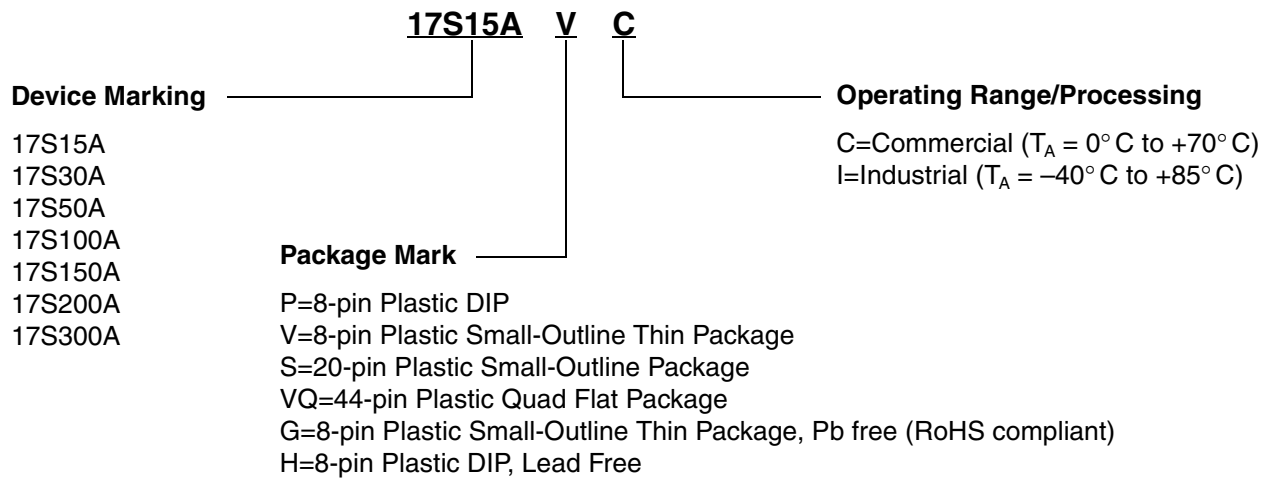 17S15A V C
Device Marking
17S15A
17S30A
17S50A
17S100A
17S150A
17S200A
17S300A
Package Mark
P=8-pin Plastic DIP
V=8-pin Plastic Small-Outline Thin Package
S=20-pin Plastic Small-Outline Package
VQ=44-pin Plastic Quad Flat Package
G=8-pin Plastic Small-Outline Thin Package, Pb free (RoHS compliant)
H=8-pin Plastic DIP, Lead Free
Operating Range/Processing
C=Commercial (TA = 0° C to +70° C)
I=Industrial (TA = –40° C to +85° C)